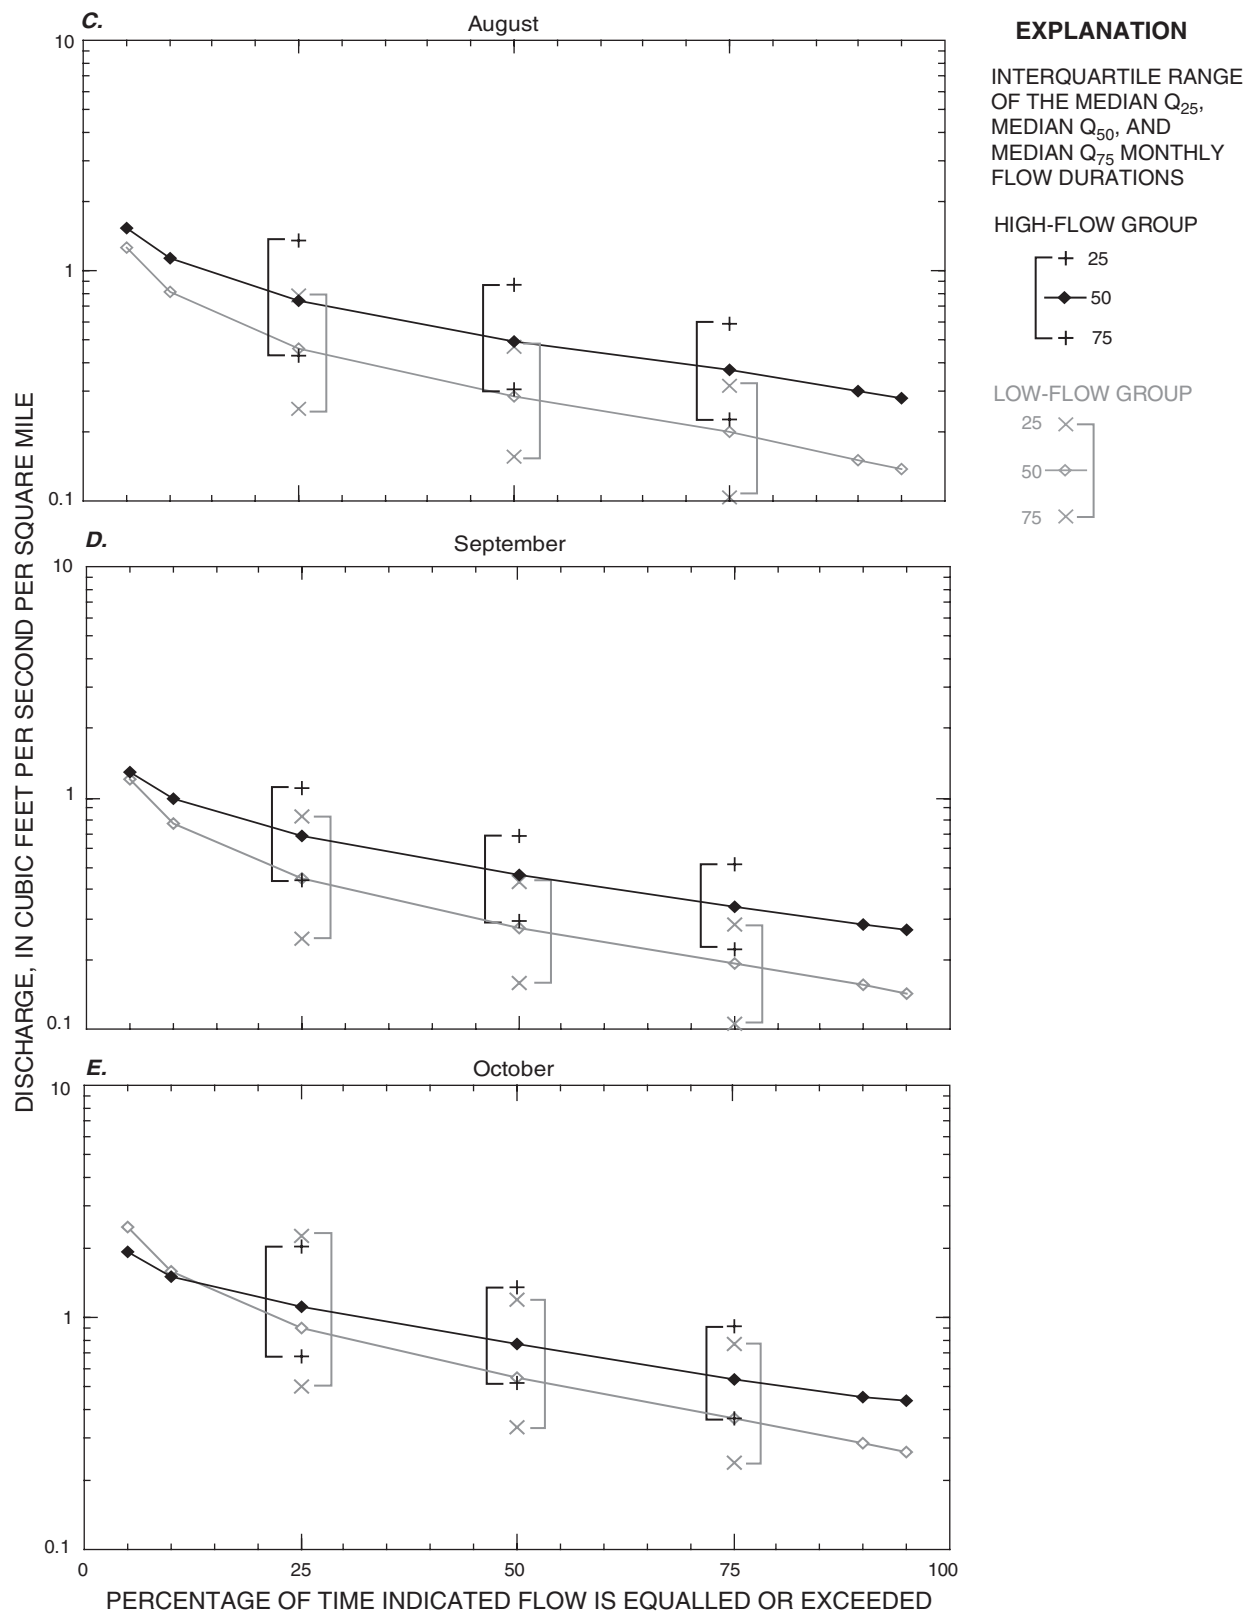 C.
August
10
1
0.1
D.
September
10
1
0.1
E.
October
10
1
0.1
0 25 50 75 100
PERCENTAGE OF TIME INDICATED FLOW IS EQUALLED OR EXCEEDED
DISCHARGE, IN CUBIC FEET PER SECOND PER SQUARE MILE
EXPLANATION
INTERQUARTILE RANGE
OF THE MEDIAN Q25,
MEDIAN Q50, AND
MEDIAN Q75 MONTHLY
FLOW DURATIONS
HIGH-FLOW GROUP
25
50
75
LOW-FLOW GROUP
25
50
75